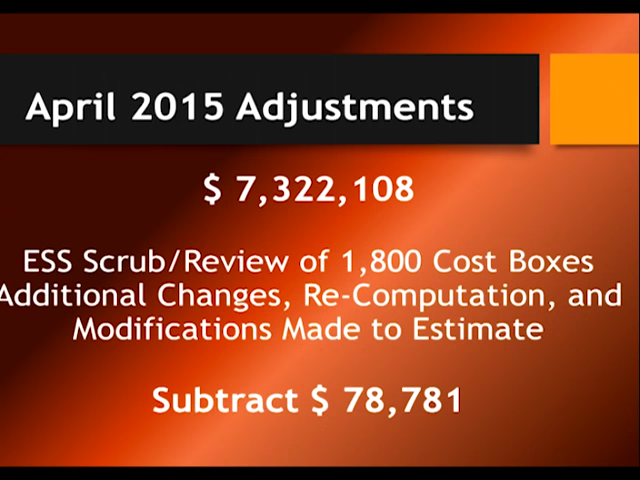 April 2015 Adjustments
$ 7,322,108
ESS Scrub/Review of 1,800 Cost Boxes
Additional Changes, Re-Computation, and
Modifications Made to Estimate
Subtract $ 78,781